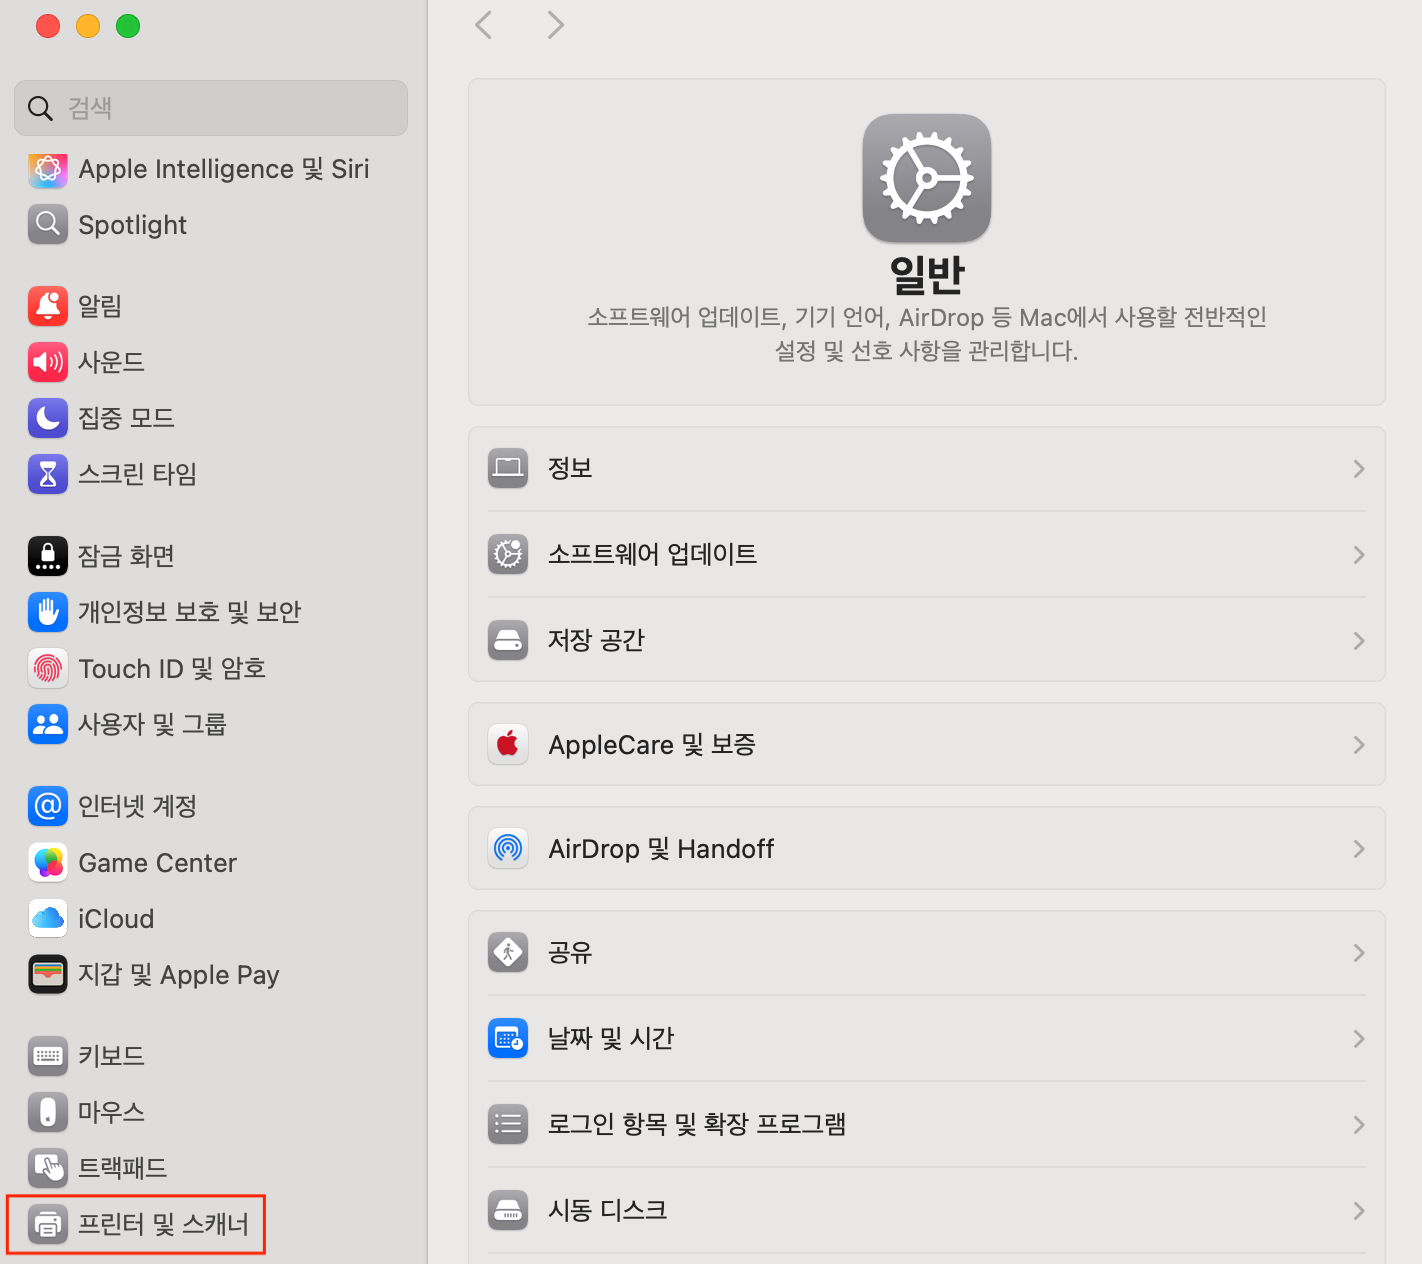 검색
Apple Intelligence 및 Siri
Spotlight
알림
사운드
집중 모드
스크린 타임
잠금 화면
개인정보 보호 및 보안
Touch ID 및 암호
사용자 및 그룹
인터넷 계정
Game Center
iCloud
지갑 및 Apple Pay
키보드
마우스
트랙패드
프린터 및 스캐너
일반
소프트웨어 업데이트, 기기 언어, AirDrop 등 Mac에서 사용할 전반적인
설정 및 선호 사항을 관리합니다.
정보
소프트웨어 업데이트
저장 공간
AppleCare 및 보증
AirDrop 및 Handoff
공유
날짜 및 시간
로그인 항목 및 확장 프로그램
시동 디스크